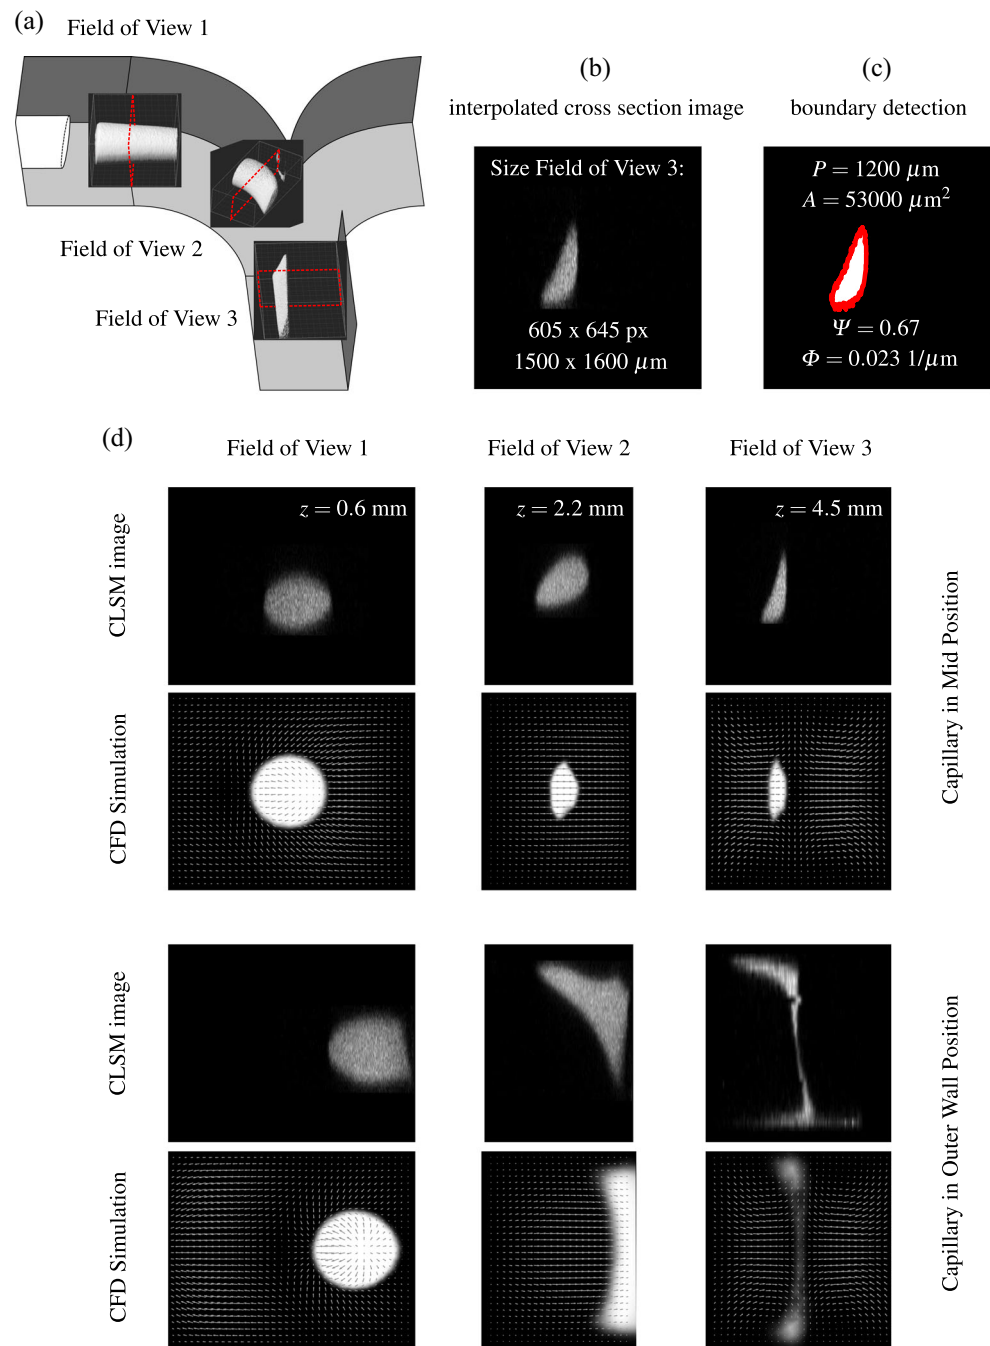 (a)
Field of View 1
Field of View 2
Field of View 3
(b)
interpolated cross section image
Size Field of View 3:
605 x 645 px
1500 x 1600 μm
(c)
boundary detection
P = 1200 μm
A = 53000 μm²
Ψ = 0.67
Φ = 0.023 1/μm
(d)
Field of View 1
Field of View 2
Field of View 3
CLSM image
z = 0.6 mm
z = 2.2 mm
z = 4.5 mm
CFD Simulation
Capillary in Mid Position
CLSM image
CFD Simulation
Capillary in Outer Wall Position